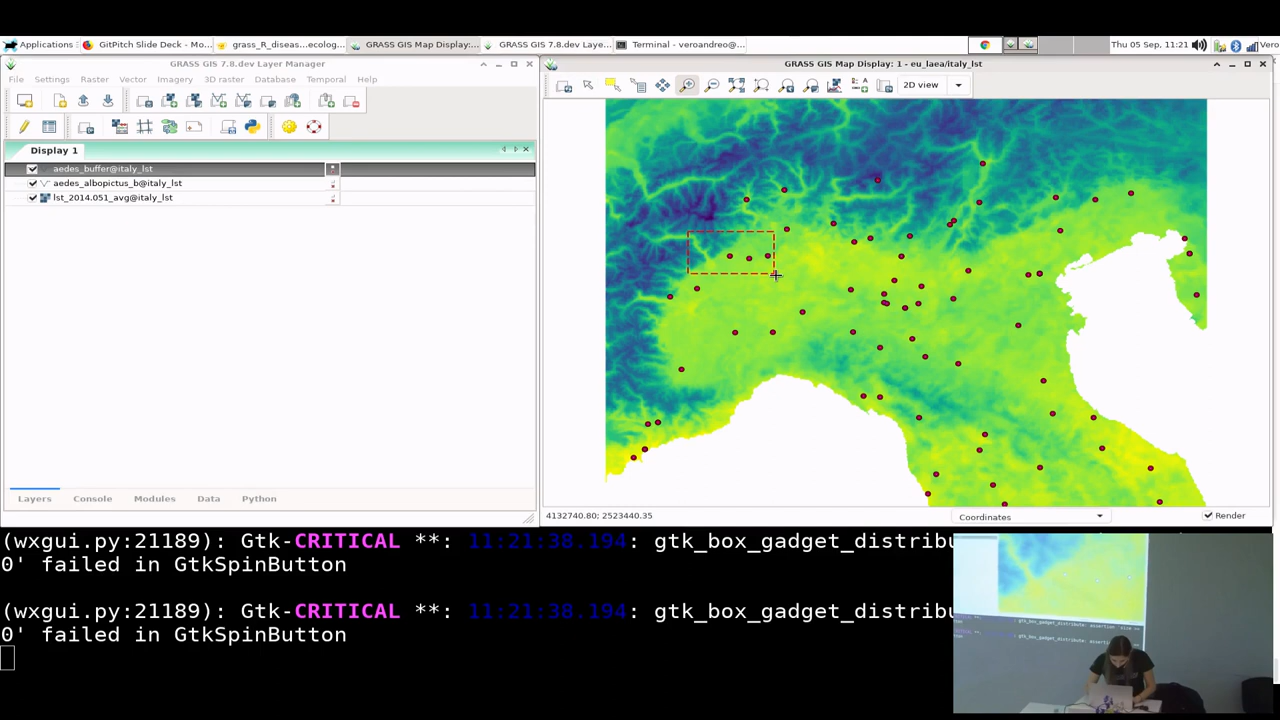 Applications
GitPitch Slide Deck - Mo...
grass_R_diseas...ecolog...
GRASS GIS Map Display:...
GRASS GIS 7.8.dev Laye...
Terminal - veroandreo@...
Thu 05 Sep, 11:21
Vero
GRASS GIS 7.8.dev Layer Manager
File Settings Raster Vector Imagery 3D raster Database Temporal Help
Display 1
aedes_buffer@italy_lst
aedes_albopictus_b@italy_lst
lst_2014.051_avg@italy_lst
Layers Console Modules Data Python
GRASS GIS Map Display: 1 - eu_laea/italy_lst
2D view
4132740.80; 2523440.35
Coordinates
Render
(wxgui.py:21189): Gtk-CRITICAL **: 11:21:38.194: gtk_box_gadget_distribu
0' failed in GtkSpinButton
(wxgui.py:21189): Gtk-CRITICAL **: 11:21:38.194: gtk_box_gadget_distribu
0' failed in GtkSpinButton